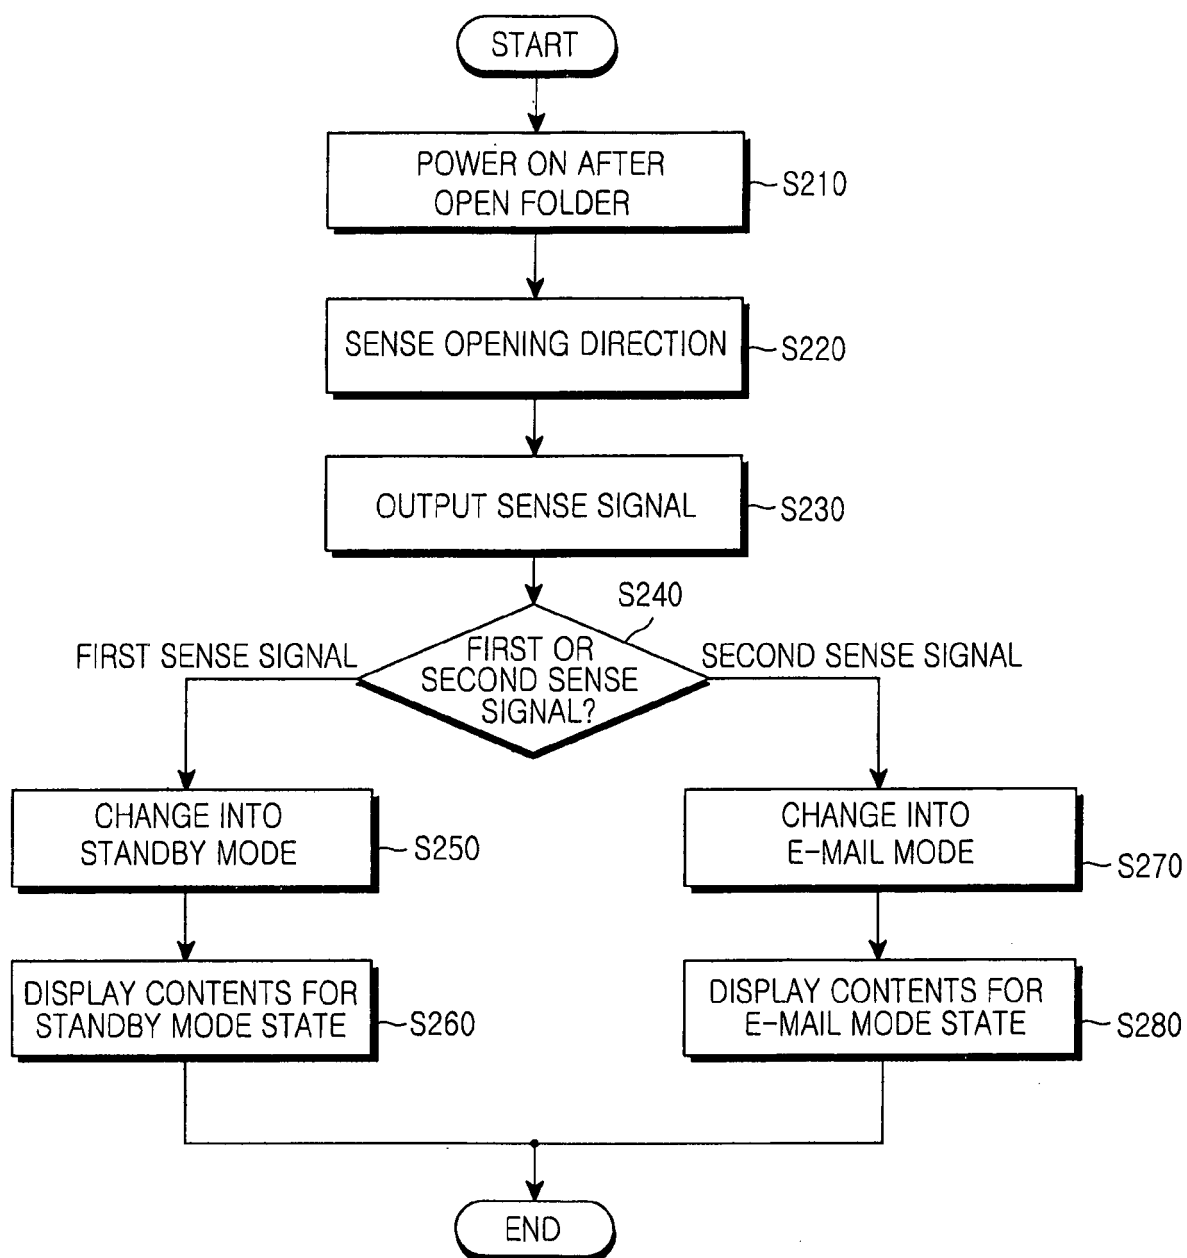 START
POWER ON AFTER
OPEN FOLDER
S210
SENSE OPENING DIRECTION
S220
OUTPUT SENSE SIGNAL
S230
S240
FIRST SENSE SIGNAL
FIRST OR
SECOND SENSE
SIGNAL?
SECOND SENSE SIGNAL
CHANGE INTO
STANDBY MODE
S250
CHANGE INTO
E-MAIL MODE
S270
DISPLAY CONTENTS FOR
STANDBY MODE STATE
S260
DISPLAY CONTENTS FOR
E-MAIL MODE STATE
S280
END